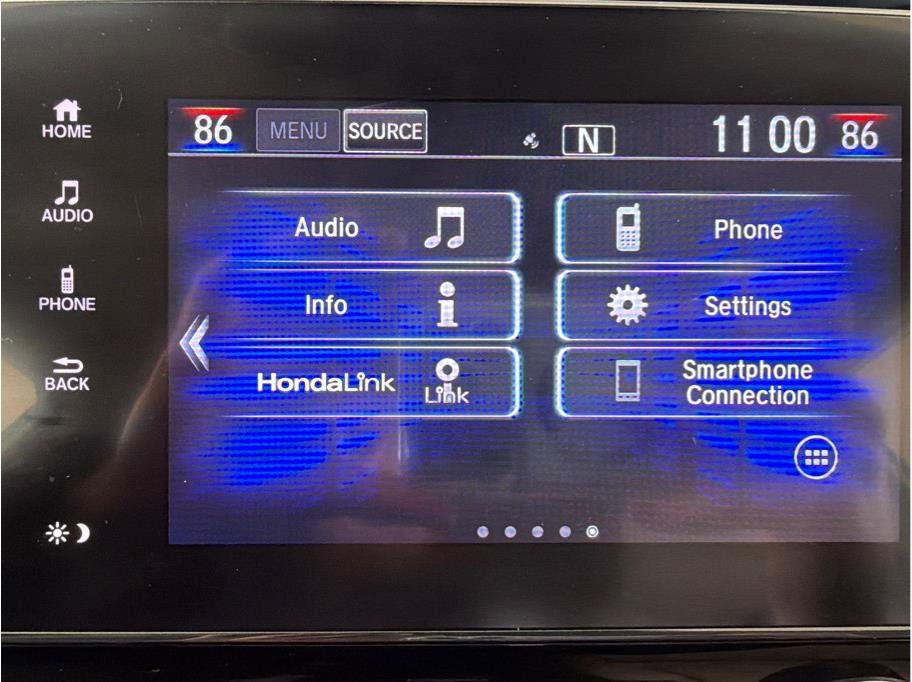 HOME
AUDIO
PHONE
BACK
86 MENU SOURCE N 11 00 86
Audio Phone
Info Settings
HondaLink Link Smartphone
Connection